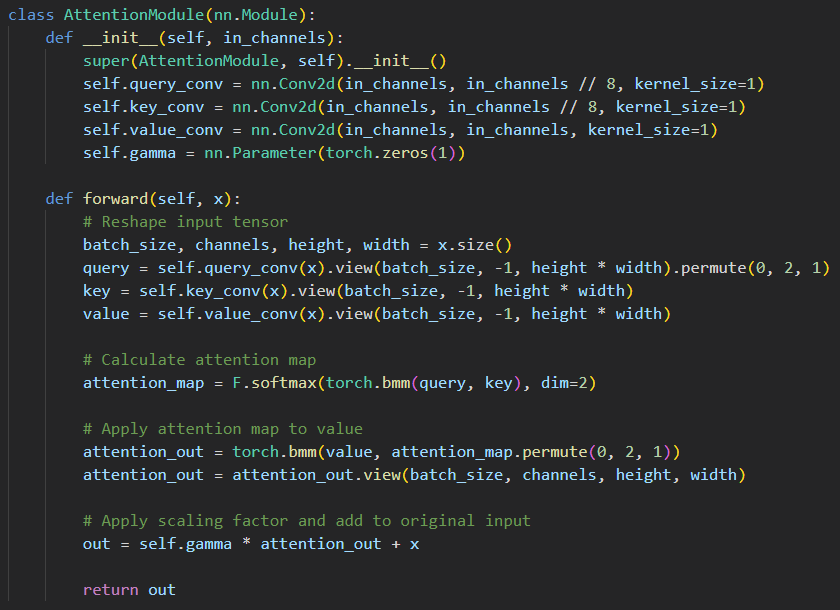 class AttentionModule(nn.Module):
    def __init__(self, in_channels):
        super(AttentionModule, self).__init__()
        self.query_conv = nn.Conv2d(in_channels, in_channels // 8, kernel_size=1)
        self.key_conv = nn.Conv2d(in_channels, in_channels // 8, kernel_size=1)
        self.value_conv = nn.Conv2d(in_channels, in_channels, kernel_size=1)
        self.gamma = nn.Parameter(torch.zeros(1))

    def forward(self, x):
        # Reshape input tensor
        batch_size, channels, height, width = x.size()
        query = self.query_conv(x).view(batch_size, -1, height * width).permute(0, 2, 1)
        key = self.key_conv(x).view(batch_size, -1, height * width)
        value = self.value_conv(x).view(batch_size, -1, height * width)

        # Calculate attention map
        attention_map = F.softmax(torch.bmm(query, key), dim=2)

        # Apply attention map to value
        attention_out = torch.bmm(value, attention_map.permute(0, 2, 1))
        attention_out = attention_out.view(batch_size, channels, height, width)

        # Apply scaling factor and add to original input
        out = self.gamma * attention_out + x

        return out